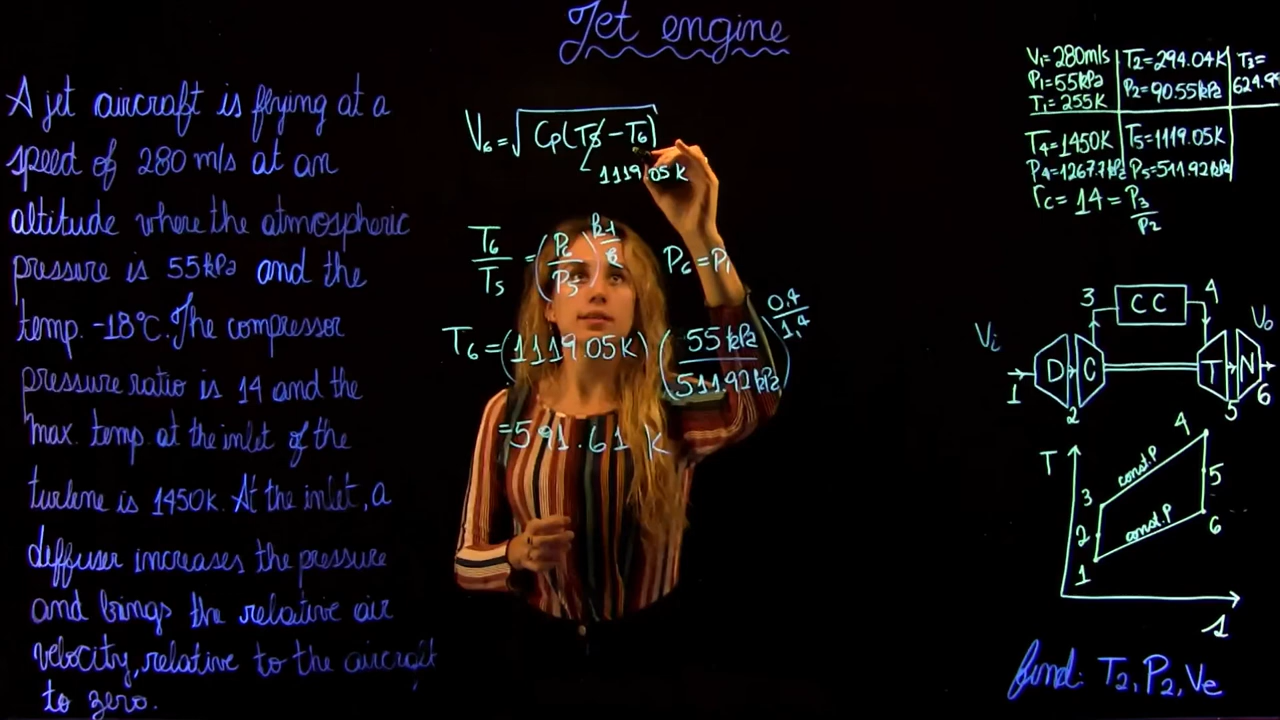 Jet engine
A jet aircraft is flying at a
speed of 280 m/s at an
altitude where the atmospheric
pressure is 55kPa and the
temp. -18°C. The compressor
pressure ratio is 14 and the
max. temp. at the inlet of the
turbine is 1450K. At the inlet, a
diffuser increases the pressure
and brings the relative air
velocity, relative to the aircraft
to zero.
V6 = √Cp(T5 - T6)
1119.05 K
T6/T5 = (P6/P5)^(k-1/k) P6 = P1
T6 = (1119.05K) (55kPa/511.92kPa)^(0.4/1.4)
= 591.61 K
V1 = 280m/s T2 = 294.04K T3 =
P1 = 55kPa P2 = 90.55kPa 624.99
T1 = 255K
T4 = 1450K T5 = 1119.05K
P4 = 1267.7kPa P5 = 511.92kPa
rc = 14 = P3/P2
3 CC 4
Vi D C T N Vo
1 2 5 6
T 4
const. P
3 5
2 const. P 6
1
s
find: T2, P2, Ve